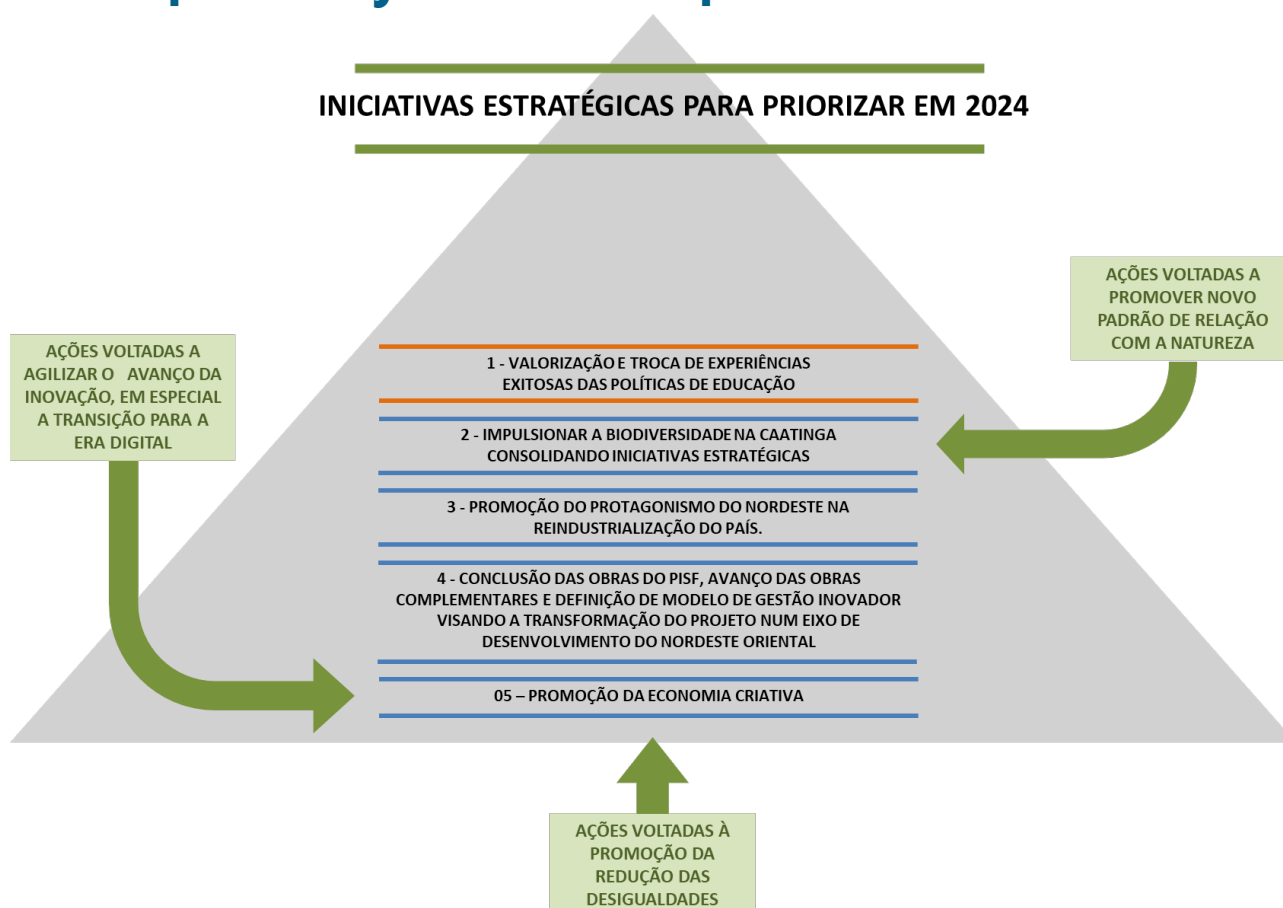 INICIATIVAS ESTRATÉGICAS PARA PRIORIZAR EM 2024
AÇÕES VOLTADAS A
PROMOVER NOVO
PADRÃO DE RELAÇÃO
COM A NATUREZA
AÇÕES VOLTADAS A
AGILIZAR O AVANÇO DA
INOVAÇÃO, EM ESPECIAL
A TRANSIÇÃO PARA A
ERA DIGITAL
1 - VALORIZAÇÃO E TROCA DE EXPERIÊNCIAS
EXITOSAS DAS POLÍTICAS DE EDUCAÇÃO
2 - IMPULSIONAR A BIODIVERSIDADE NA CAATINGA
CONSOLIDANDO INICIATIVAS ESTRATÉGICAS
3 - PROMOÇÃO DO PROTAGONISMO DO NORDESTE NA
REINDUSTRIALIZAÇÃO DO PAÍS.
4 - CONCLUSÃO DAS OBRAS DO PISF, AVANÇO DAS OBRAS
COMPLEMENTARES E DEFINIÇÃO DE MODELO DE GESTÃO INOVADOR
VISANDO A TRANSFORMAÇÃO DO PROJETO NUM EIXO DE
DESENVOLVIMENTO DO NORDESTE ORIENTAL
05 – PROMOÇÃO DA ECONOMIA CRIATIVA
AÇÕES VOLTADAS À
PROMOÇÃO DA
REDUÇÃO DAS
DESIGUALDADES